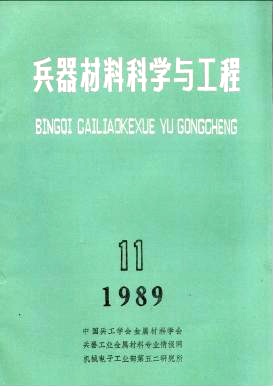 兵器材料科学与工程
BINGQI CAILIAOKEXUE YU GONGCHENG
11
1989
中国兵工学会金属材料学会
兵器工业金属材料专业情报网
机械电子工业部第五二研究所